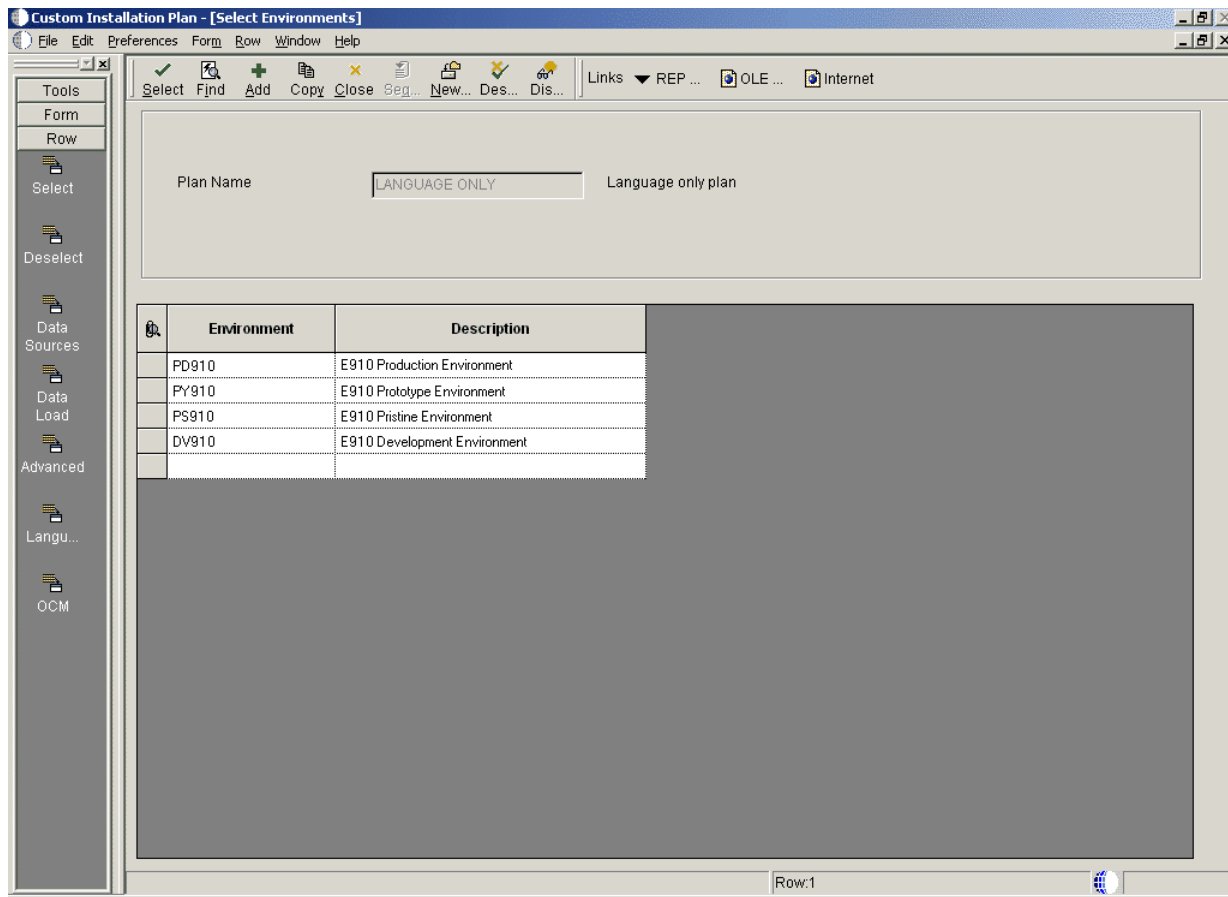 Custom Installation Plan - [Select Environments]
File Edit Preferences Form Row Window Help
Select Find Add Copy Close Seq... New... Des... Dis... Links REP ... OLE ... Internet
Tools
Form
Row
Select
Deselect
Data
Sources
Data
Load
Advanced
Langu...
OCM
Plan Name LANGUAGE ONLY Language only plan
Environment Description
PD910 E910 Production Environment
PY910 E910 Prototype Environment
PS910 E910 Pristine Environment
DV910 E910 Development Environment
Row:1